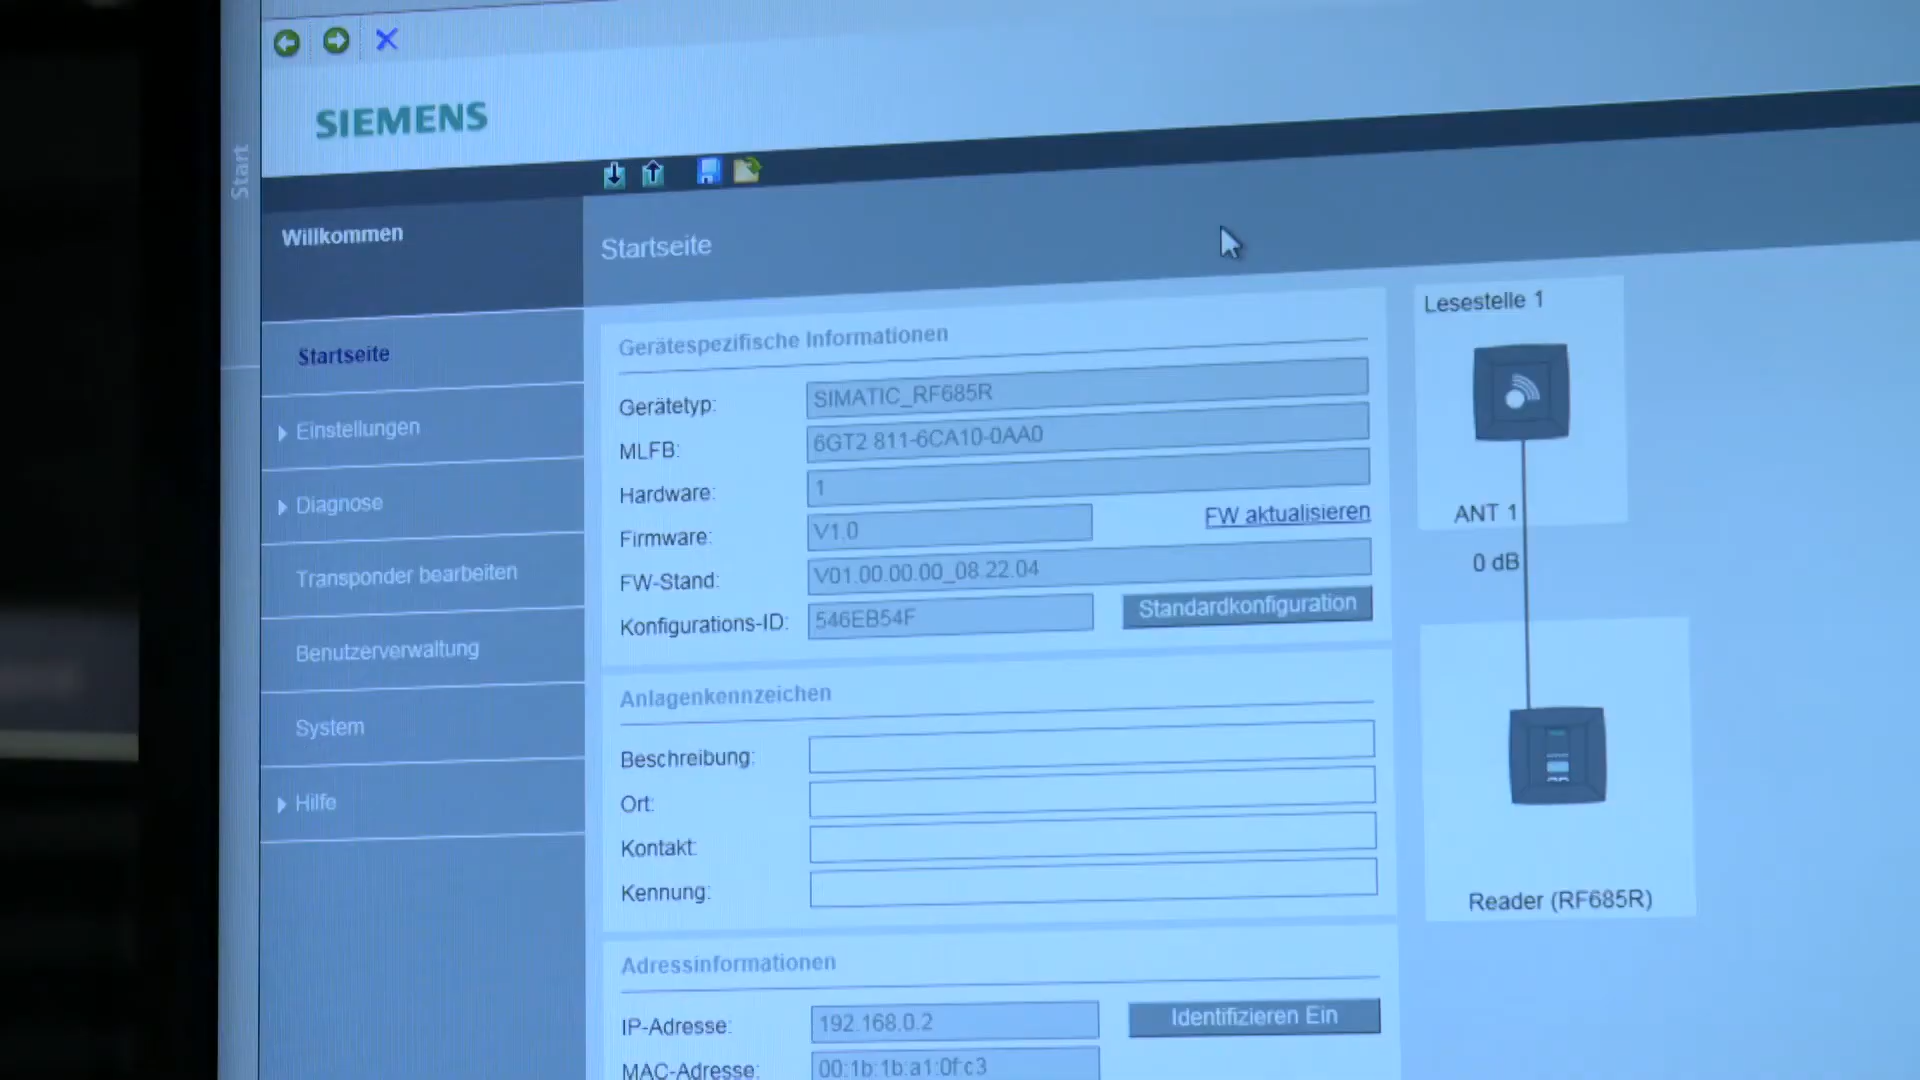 Start
SIEMENS
Willkommen
Startseite
Einstellungen
Diagnose
Transponder bearbeiten
Benutzerverwaltung
System
Hilfe
Startseite
Gerätespezifische Informationen
Gerätetyp: SIMATIC_RF685R
MLFB: 6GT2 811-6CA10-0AA0
Hardware: 1
Firmware: V1.0 FW aktualisieren
FW-Stand: V01.00.00.00_08.22.04
Konfigurations-ID: 546EB54F Standardkonfiguration
Anlagenkennzeichen
Beschreibung:
Ort:
Kontakt:
Kennung:
Adressinformationen
IP-Adresse: 192.168.0.2 Identifizieren Ein
MAC-Adresse: 00:1b:1b:a1:0f:c3
Lesestelle 1
ANT 1
0 dB
Reader (RF685R)